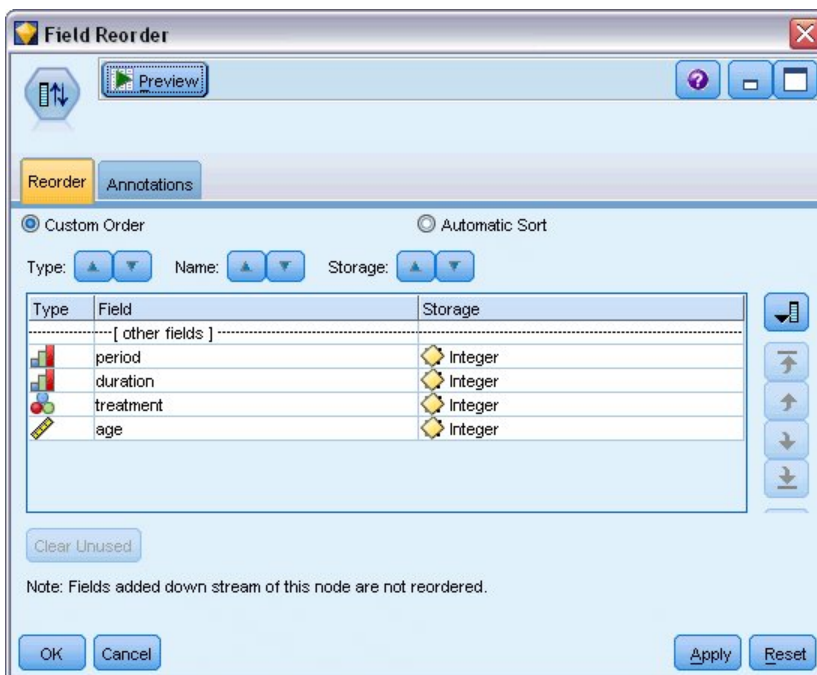 Field Reorder
Preview
Reorder Annotations
Custom Order Automatic Sort
Type: Name: Storage:
Type Field Storage
[ other fields ]
period Integer
duration Integer
treatment Integer
age Integer
Clear Unused
Note: Fields added down stream of this node are not reordered.
OK Cancel Apply Reset